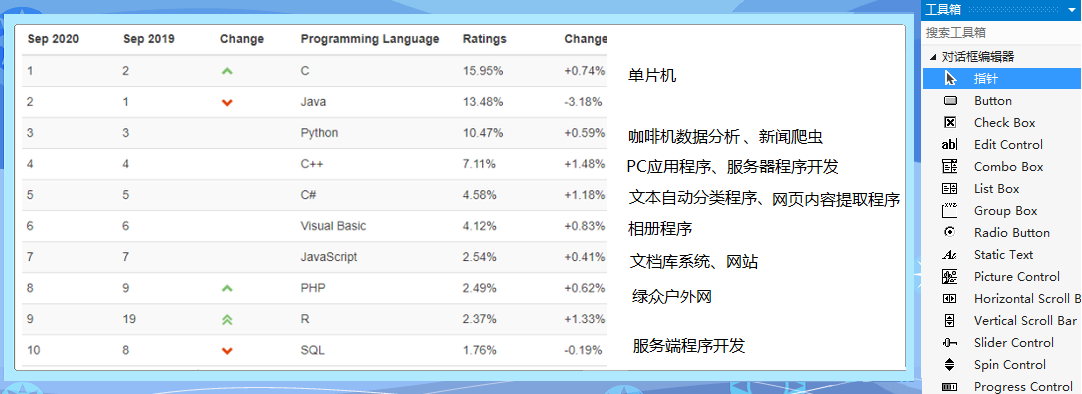 Sep 2020 Sep 2019 Change Programming Language Ratings Change
1 2 C 15.95% +0.74% 单片机
2 1 Java 13.48% -3.18%
3 3 Python 10.47% +0.59% 咖啡机数据分析、新闻爬虫
4 4 C++ 7.11% +1.48% PC应用程序、服务器程序开发
5 5 C# 4.58% +1.18% 文本自动分类程序、网页内容提取程序
6 6 Visual Basic 4.12% +0.83% 相册程序
7 7 JavaScript 2.54% +0.41% 文档库系统、网站
8 9 PHP 2.49% +0.62% 绿众户外网
9 19 R 2.37% +1.33%
10 8 SQL 1.76% -0.19% 服务端程序开发
工具箱
搜索工具箱
对话框编辑器
指针
Button
Check Box
Edit Control
Combo Box
List Box
Group Box
Radio Button
Static Text
Picture Control
Horizontal Scroll B
Vertical Scroll Bar
Slider Control
Spin Control
Progress Control